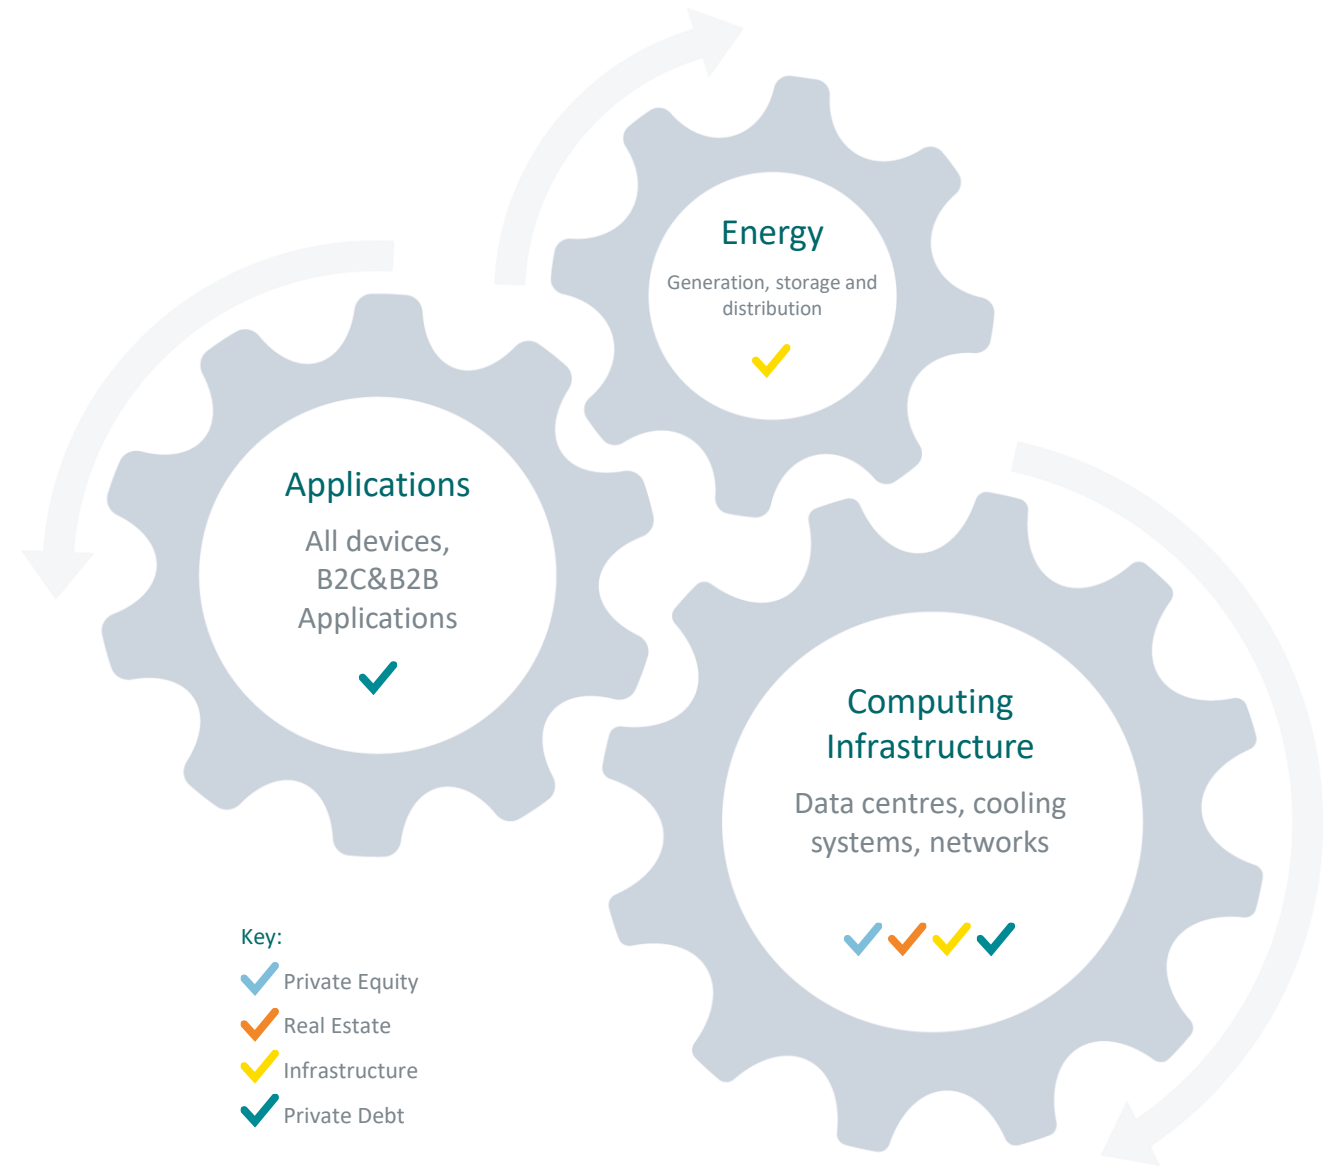 Energy
Generation, storage and
distribution
Applications
All devices,
B2C&B2B
Applications
Computing
Infrastructure
Data centres, cooling
systems, networks
Key:
Private Equity
Real Estate
Infrastructure
Private Debt